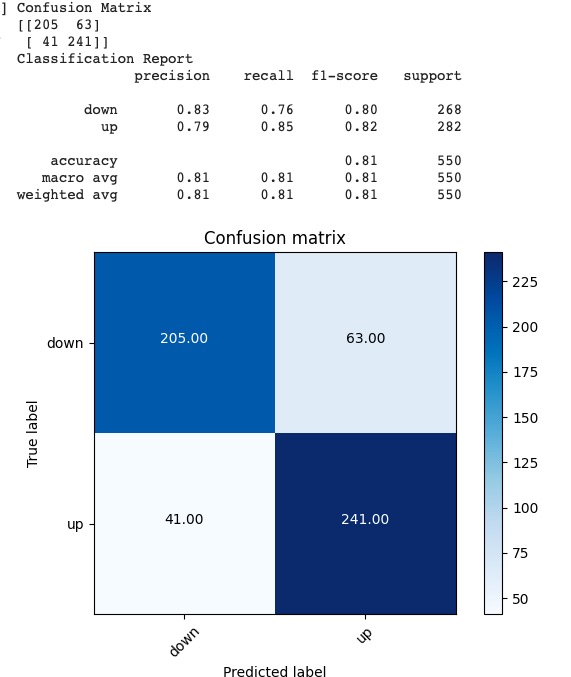 ] Confusion Matrix
[[205  63]
[ 41 241]]
Classification Report
precision    recall  f1-score   support
down       0.83      0.76      0.80       268
up       0.79      0.85      0.82       282
accuracy                           0.81       550
macro avg       0.81      0.81      0.81       550
weighted avg       0.81      0.81      0.81       550
Confusion matrix
225
200
175
150
125
100
75
50
True label
down
205.00
63.00
up
41.00
241.00
down
up
Predicted label